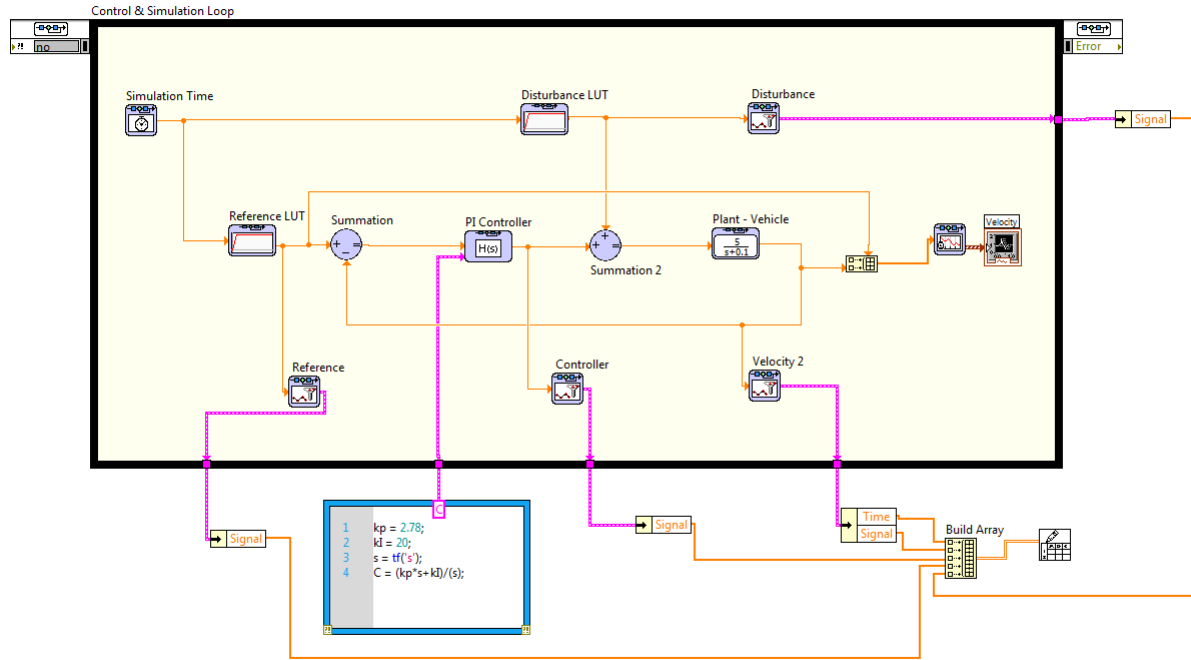 Control & Simulation Loop
no
Error
Simulation Time
Disturbance LUT
Disturbance
Signal
Reference LUT
Summation
PI Controller
H(s)
Summation 2
Plant - Vehicle
5
s+0.1
Velocity
Reference
Controller
Velocity 2
C
1 kp = 2.78;
2 kI = 20;
3 s = tf('s');
4 C = (kp*s+kI)/(s);
Signal
Signal
Time
Signal
Build Array